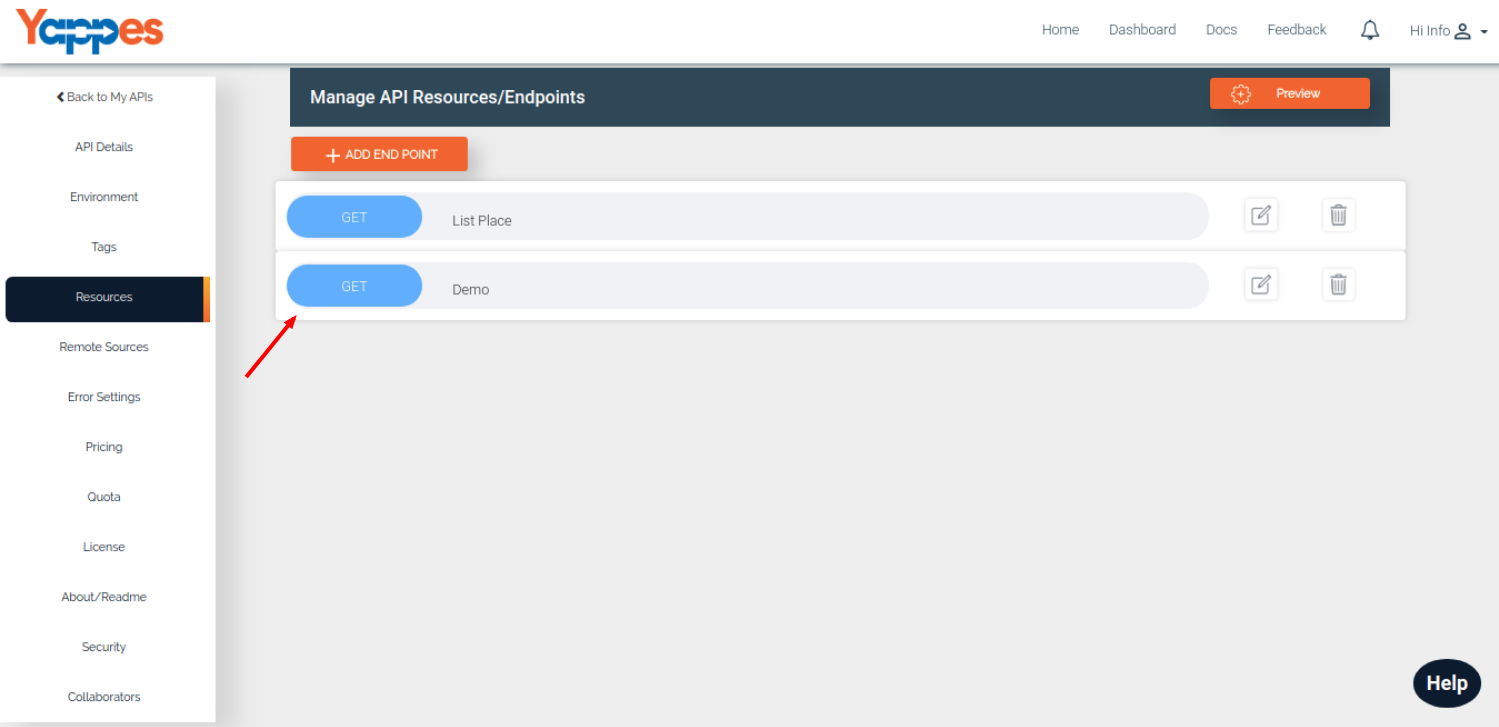 Yappes
Home Dashboard Docs Feedback Hi Info
Back to My APIs
API Details
Environment
Tags
Resources
Remote Sources
Error Settings
Pricing
Quota
License
About/Readme
Security
Collaborators
Manage API Resources/Endpoints
Preview
ADD END POINT
GET List Place
GET Demo
Help